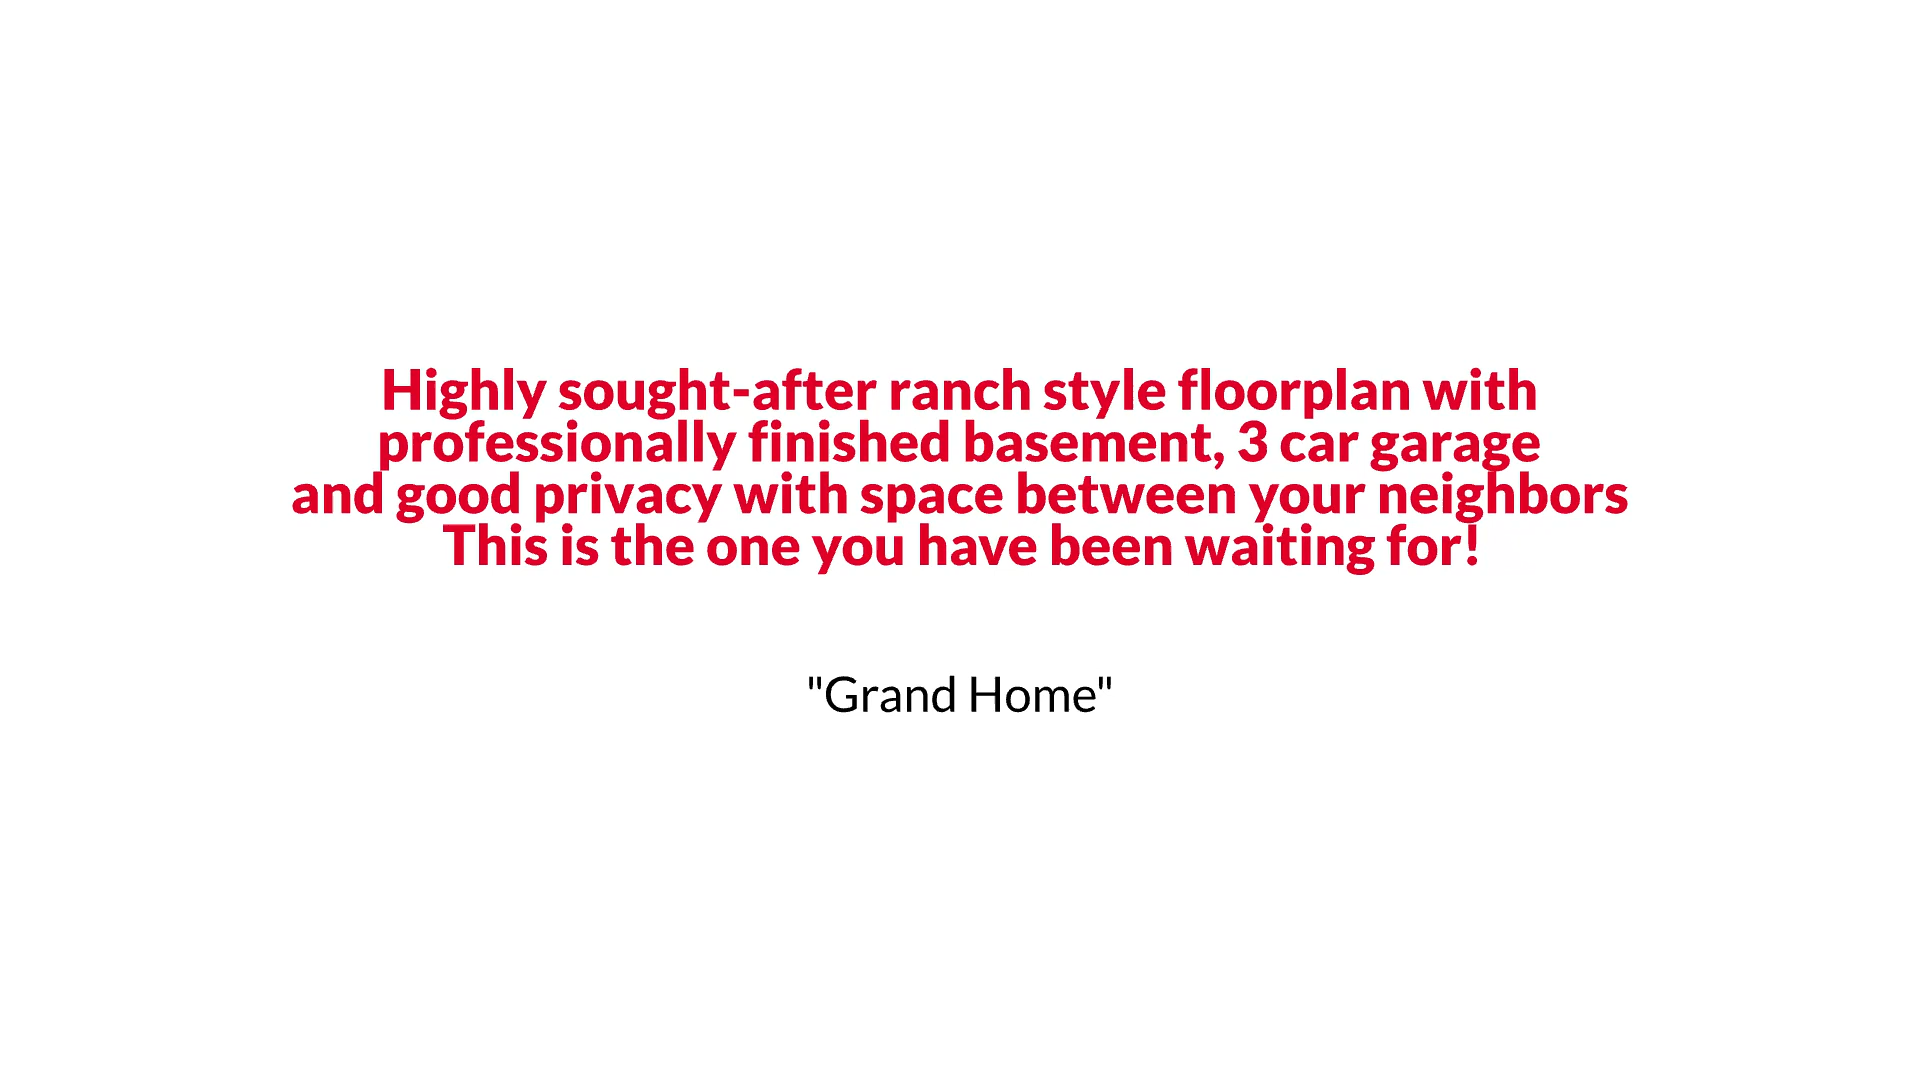 Highly sought-after ranch style floorplan with
professionally finished basement, 3 car garage
and good privacy with space between your neighbors
This is the one you have been waiting for!
"Grand Home"